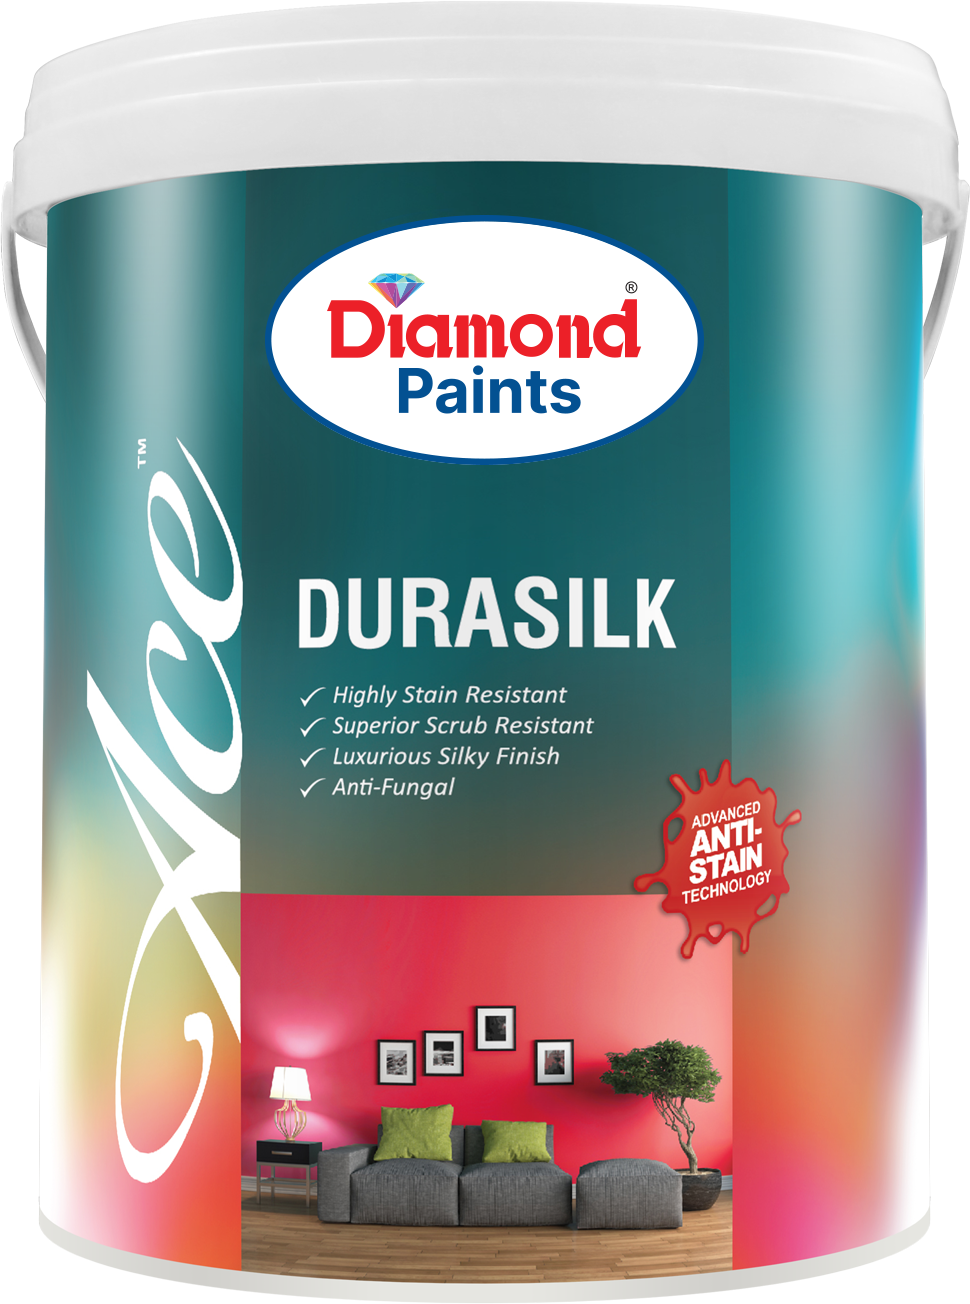 Diamond®
Paints
Ace™
DURASILK
✓ Highly Stain Resistant
✓ Superior Scrub Resistant
✓ Luxurious Silky Finish
✓ Anti-Fungal
ADVANCED
ANTI-
STAIN
TECHNOLOGY